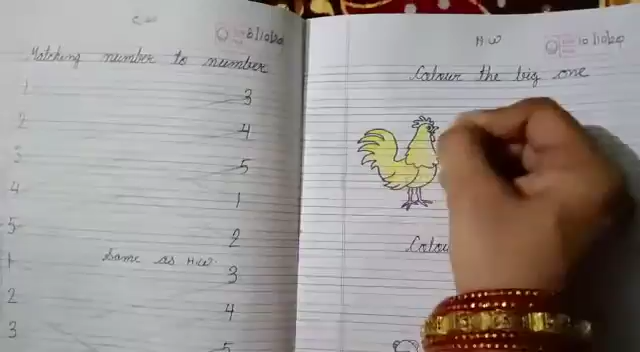 C.W
Matching number to number
1 3
2 4
3 5
4 1
5 2
Same as H.W.
1 3
2 4
3 5
H.W
Colour the big one
Colou